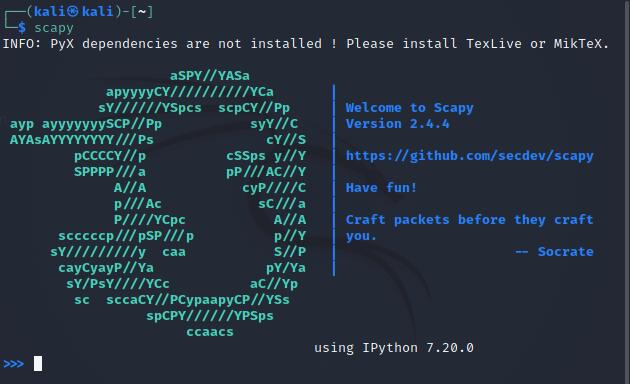 ┌──(kali㉿kali)-[~]
└─$ scapy
INFO: PyX dependencies are not installed ! Please install TexLive or MikTeX.
                     aSPY//YASa
             apyyyyCY//////////YCa       |
            sY//////YSpcs  scpCY//Pp     | Welcome to Scapy
 ayp ayyyyyyySCP//Pp           syY//C    | Version 2.4.4
 AYAsAYYYYYYYY///Ps              cY//S   |
         pCCCCY//p          cSSps y//Y   | https://github.com/secdev/scapy
         SPPPP///a          pP///AC//Y   |
              A//A            cyP////C   | Have fun!
              p///Ac            sC///a   |
              P////YCpc           A//A   | Craft packets before they craft
       scccccp///pSP///p          p//Y   | you.
      sY/////////y  caa           S//P   |                      -- Socrate
       cayCyayP//Ya              pY/Ya   |
        sY/PsY////YCc          aC//Yp
         sc  sccaCY//PCypaapyCP//YSs
                  spCPY//////YPSps
                       ccaacs
                                       using IPython 7.20.0
>>>